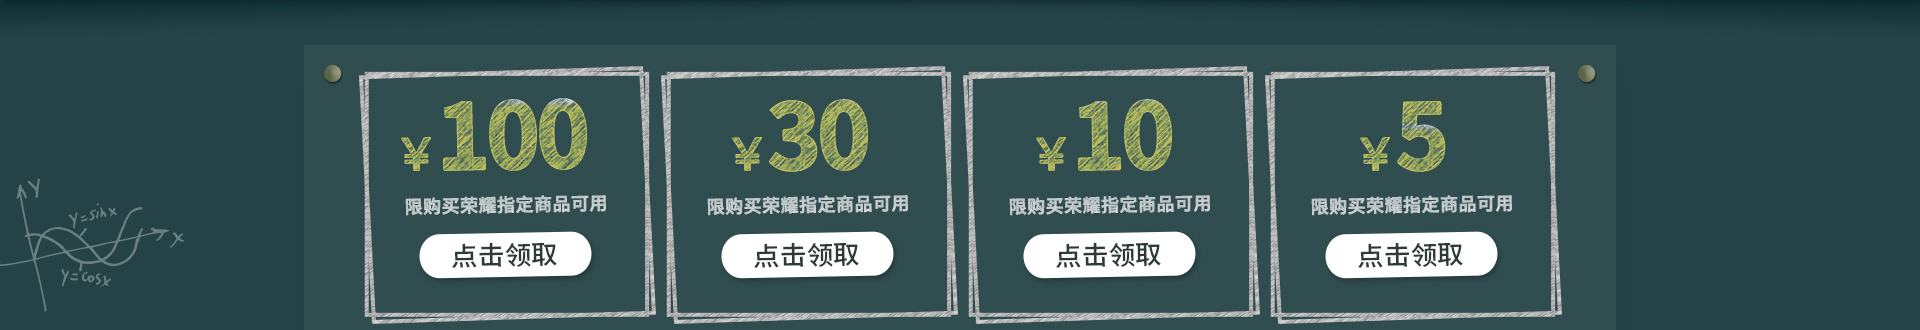 ¥100
限购买荣耀指定商品可用
点击领取
¥30
限购买荣耀指定商品可用
点击领取
¥10
限购买荣耀指定商品可用
点击领取
¥5
限购买荣耀指定商品可用
点击领取
Y
y=sinx
X
y=cosx